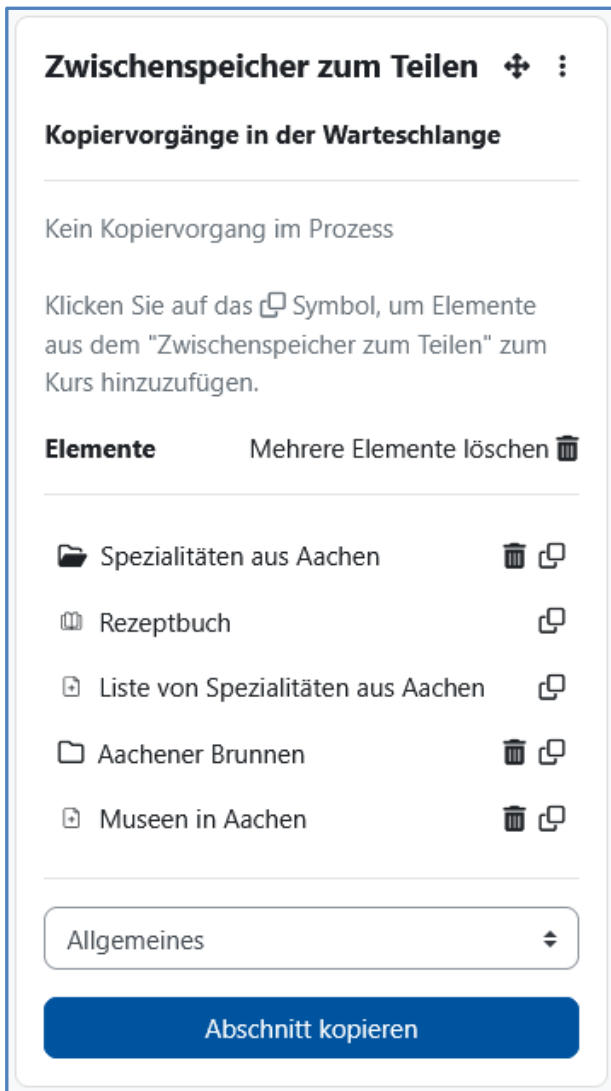 Zwischenspeicher zum Teilen
Kopiervorgänge in der Warteschlange
Kein Kopiervorgang im Prozess
Klicken Sie auf das Symbol, um Elemente
aus dem "Zwischenspeicher zum Teilen" zum
Kurs hinzuzufügen.
Elemente Mehrere Elemente löschen
Spezialitäten aus Aachen
Rezeptbuch
Liste von Spezialitäten aus Aachen
Aachener Brunnen
Museen in Aachen
Allgemeines
Abschnitt kopieren